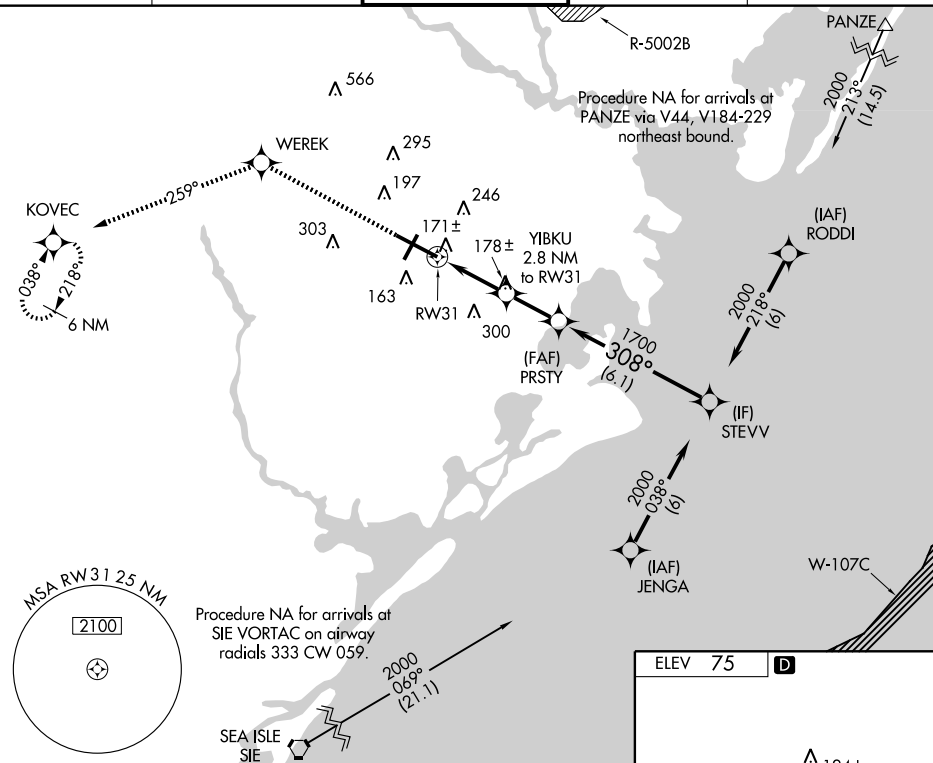 R-5002B
PANZE
2000
213°
(14.5)
Procedure NA for arrivals at
PANZE via V44, V184-229
northeast bound.
566
WEREK
295
197
246
259°
KOVEC
038°
218°
6 NM
303
171±
178±
YIBKU
2.8 NM
to RW31
163
RW31
300
(IAF)
RODDI
2000
218°
(6)
(FAF)
PRSTY
1700
308°
(6.1)
(IF)
STEVV
2000
038°
(6)
(IAF)
JENGA
W-107C
MSA RW31 25 NM
2100
Procedure NA for arrivals at
SIE VORTAC on airway
radials 333 CW 059.
2000
069°
(21.1)
SEA ISLE
SIE
ELEV 75 D